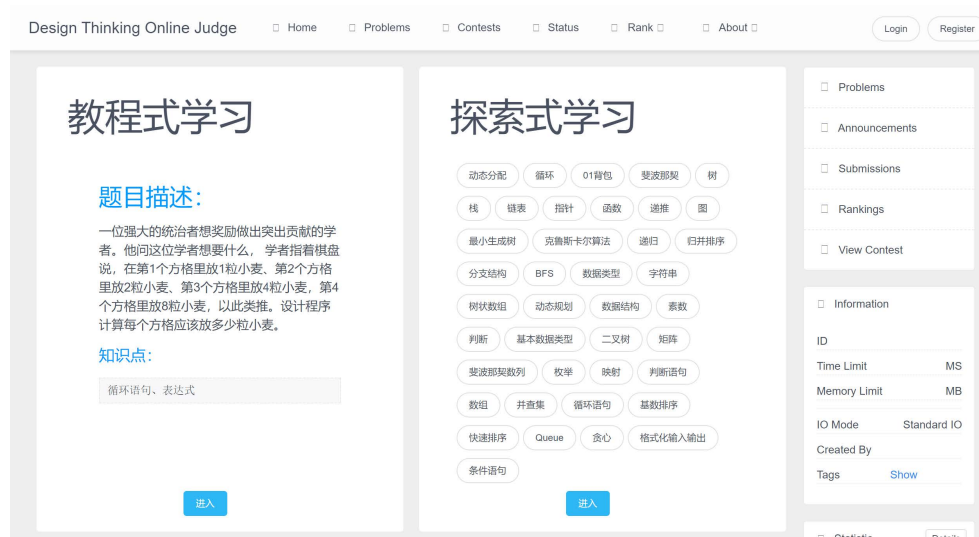 Design Thinking Online Judge Home Problems Contests Status Rank About Login Register
教程式学习
题目描述：
一位强大的统治者想奖励做出突出贡献的学
者。他问这位学者想要什么， 学者指着棋盘
说，在第1个方格里放1粒小麦、第2个方格
里放2粒小麦、第3个方格里放4粒小麦，第4
个方格里放8粒小麦，以此类推。设计程序
计算每个方格应该放多少粒小麦。
知识点：
循环语句、表达式
进入
探索式学习
动态分配 循环 01背包 斐波那契 树
栈 链表 指针 函数 递推 图
最小生成树 克鲁斯卡尔算法 递归 归并排序
分支结构 BFS 数据类型 字符串
树状数组 动态规划 数据结构 素数
判断 基本数据类型 二叉树 矩阵
斐波那契数列 枚举 映射 判断语句
数组 并查集 循环语句 基数排序
快速排序 Queue 贪心 格式化输入输出
条件语句
进入
Problems
Announcements
Submissions
Rankings
View Contest
Information
ID
Time Limit MS
Memory Limit MB
IO Mode Standard IO
Created By
Tags Show